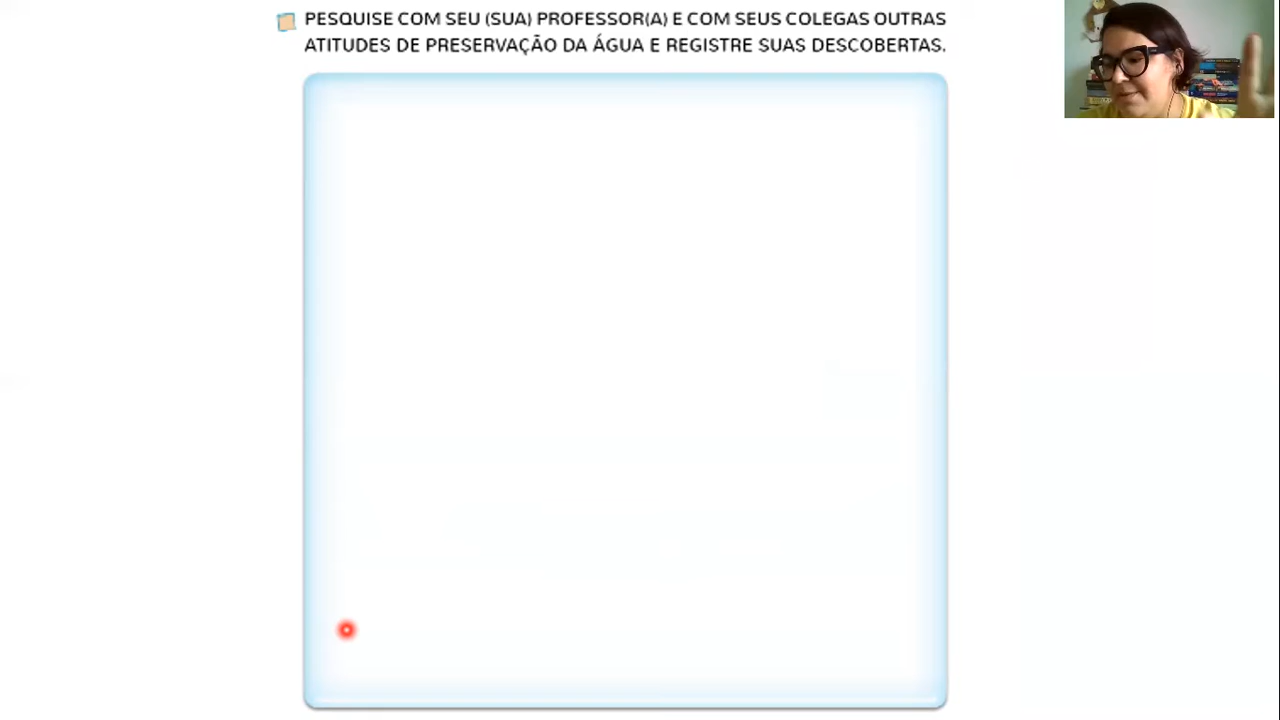 PESQUISE COM SEU (SUA) PROFESSOR(A) E COM SEUS COLEGAS OUTRAS
ATITUDES DE PRESERVAÇÃO DA ÁGUA E REGISTRE SUAS DESCOBERTAS.